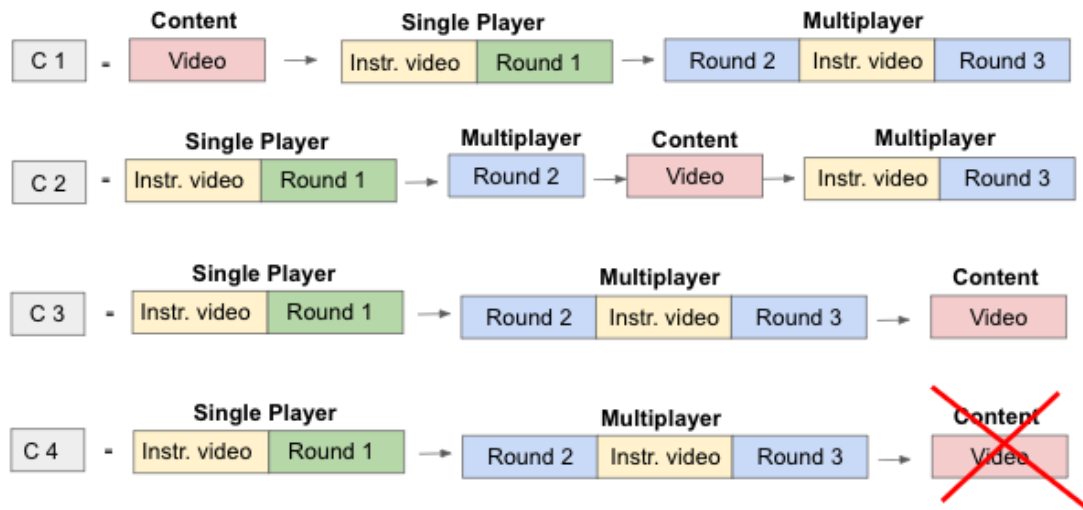 Content Single Player Multiplayer
C 1 - Video Instr. video Round 1 Round 2 Instr. video Round 3
Single Player Multiplayer Content Multiplayer
C 2 - Instr. video Round 1 Round 2 Video Instr. video Round 3
Single Player Multiplayer Content
C 3 - Instr. video Round 1 Round 2 Instr. video Round 3 Video
Single Player Multiplayer Content
C 4 - Instr. video Round 1 Round 2 Instr. video Round 3 Video